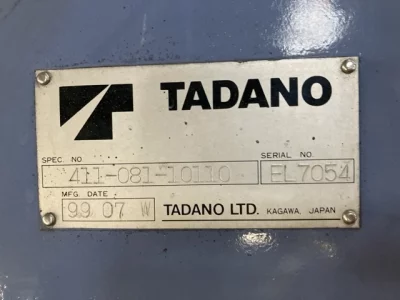 TADANO
SPEC. NO. SERIAL NO.
411-081-10110 EL7054
MFG. DATE
99 07 W TADANO LTD. KAGAWA, JAPAN